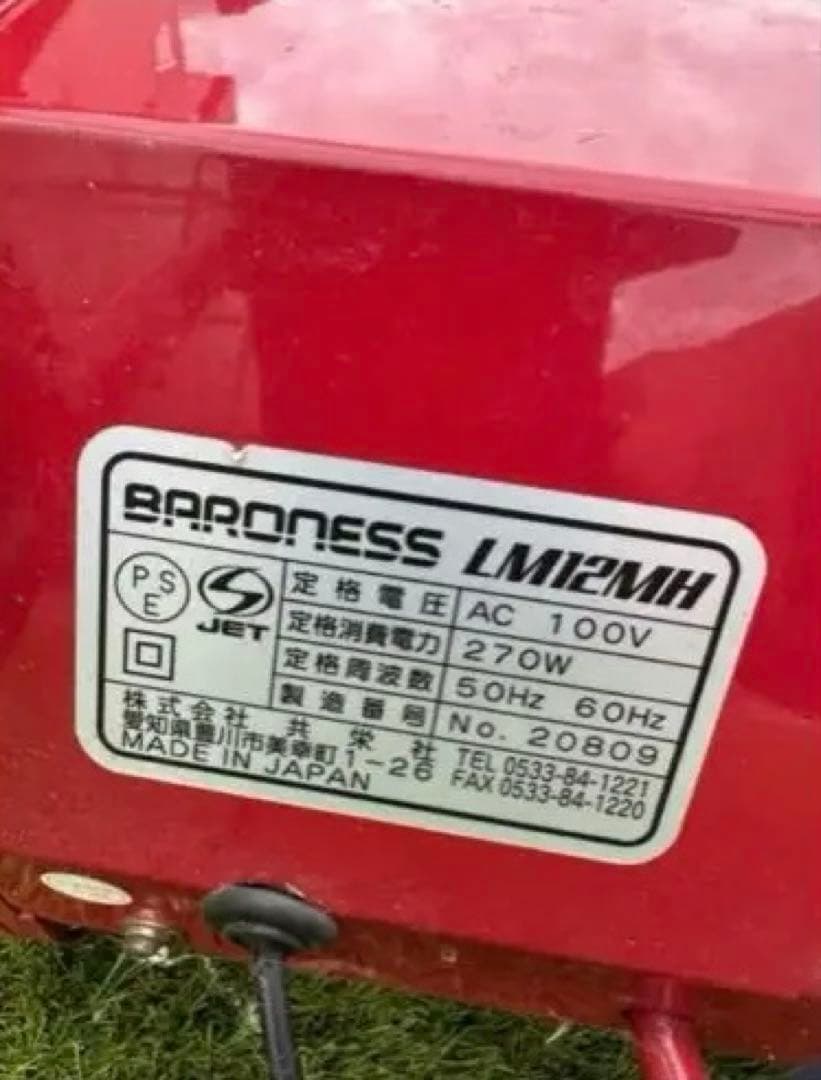 BARONESS LM12MH
PSE
JET
定格電圧 AC 100V
定格消費電力 270W
定格周波数 50Hz 60Hz
製造番号 No. 20809
株式会社 共栄社 TEL 0533-84-1221
愛知県豊川市美幸町1-26 FAX 0533-84-1220
MADE IN JAPAN